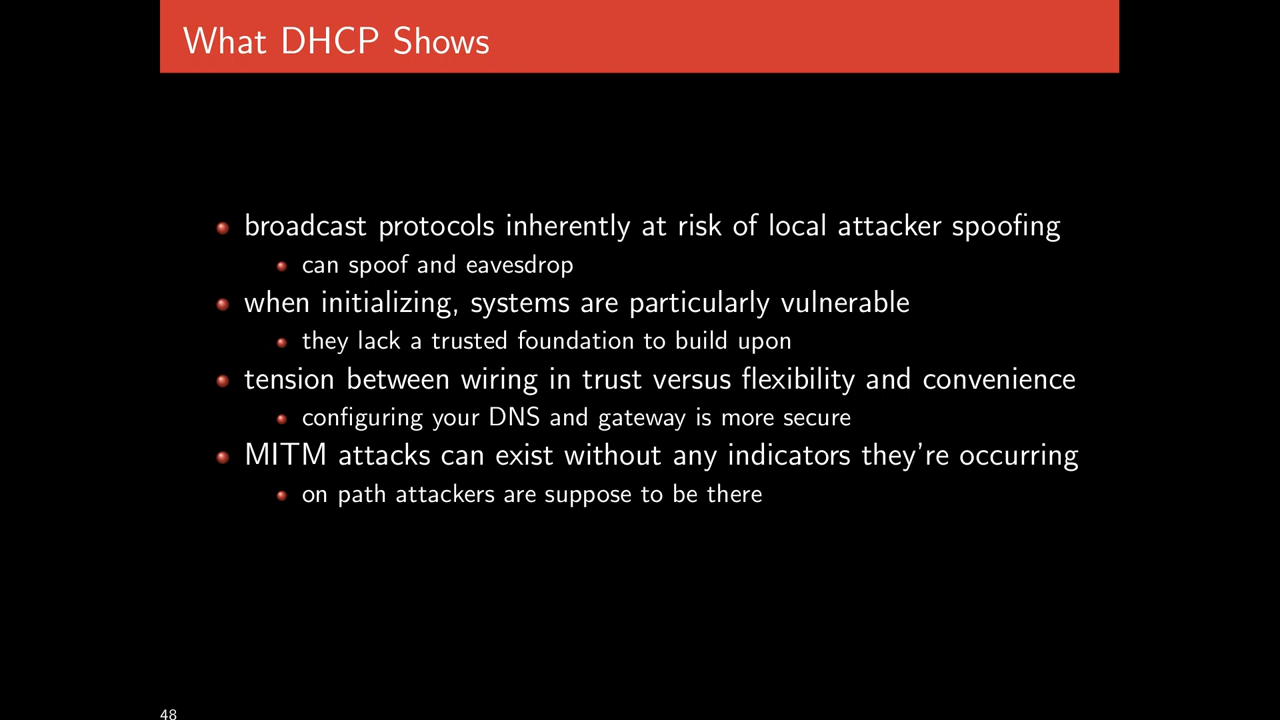 What DHCP Shows
broadcast protocols inherently at risk of local attacker spoofing
can spoof and eavesdrop
when initializing, systems are particularly vulnerable
they lack a trusted foundation to build upon
tension between wiring in trust versus flexibility and convenience
configuring your DNS and gateway is more secure
MITM attacks can exist without any indicators they're occurring
on path attackers are suppose to be there
48